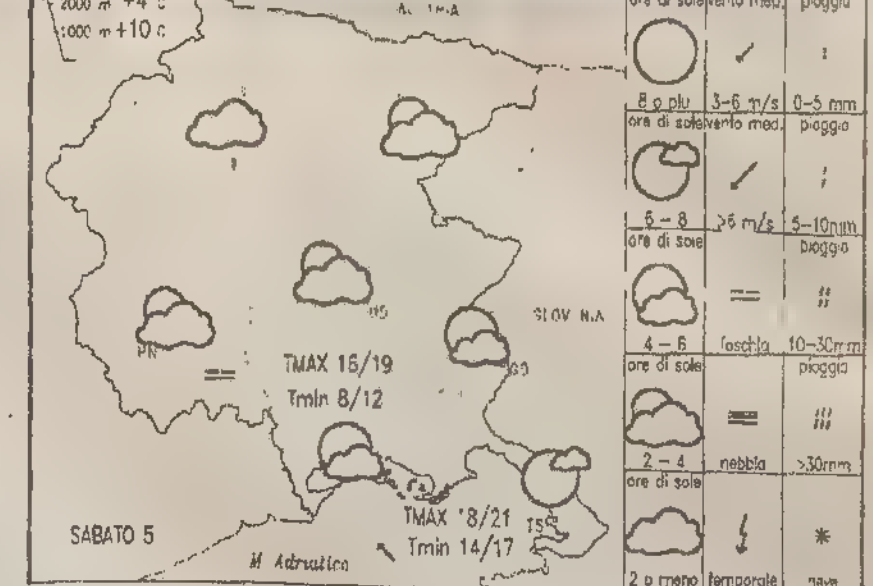 2000 m +4 C
1000 m +10 C
UD
SLOV NIA
PN
GO
TMAX 16/19
Tmin 8/12
TMAX 18/21
TS
Tmin 14/17
SABATO 5
M Adriatico
ore di sole vento med. pioggia
8 o piu 3-6 m/s 0-5 mm
ore di sole vento med. pioggia
6 - 8 >6 m/s 5-10mm
ore di sole pioggia
4 - 6 foschia 10-30mm
ore di sole pioggia
2 - 4 nebbia >30mm
ore di sole
2 o meno temporale neve